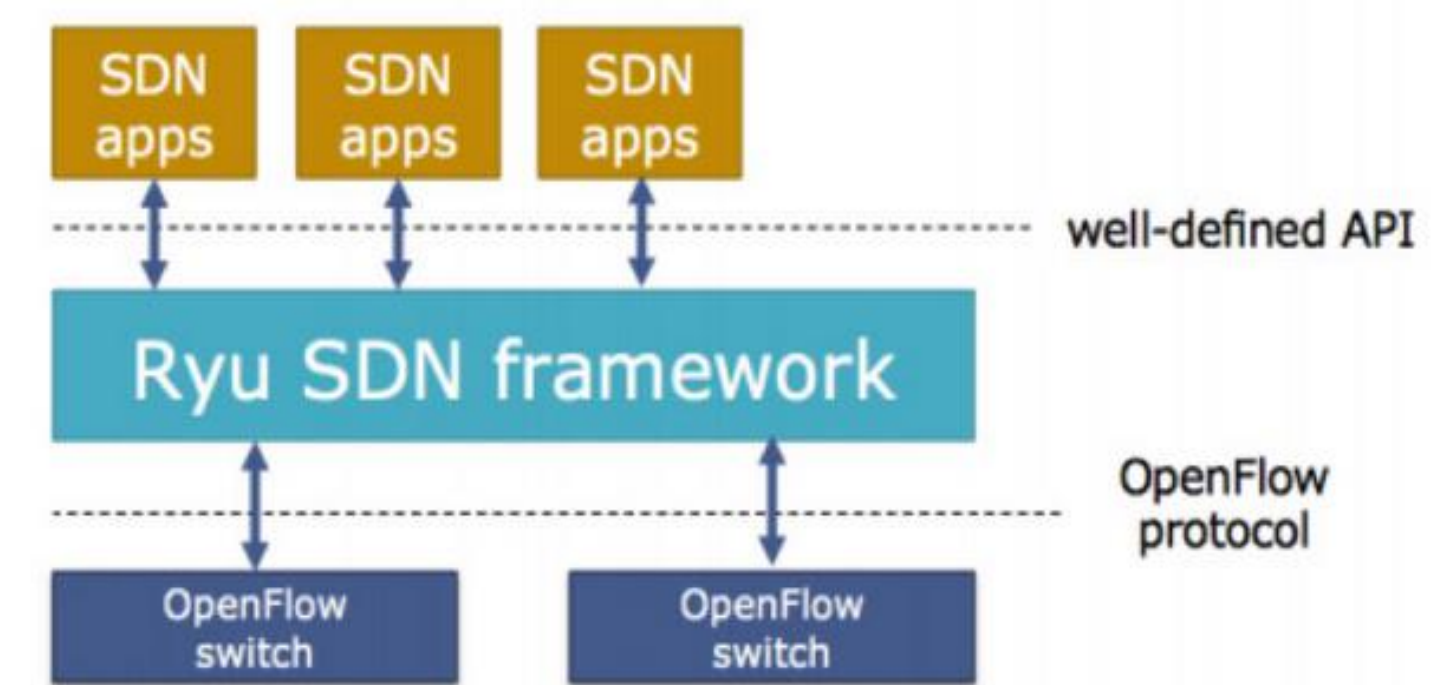 SDN
apps
SDN
apps
SDN
apps
well-defined API
Ryu SDN framework
OpenFlow
protocol
OpenFlow
switch
OpenFlow
switch